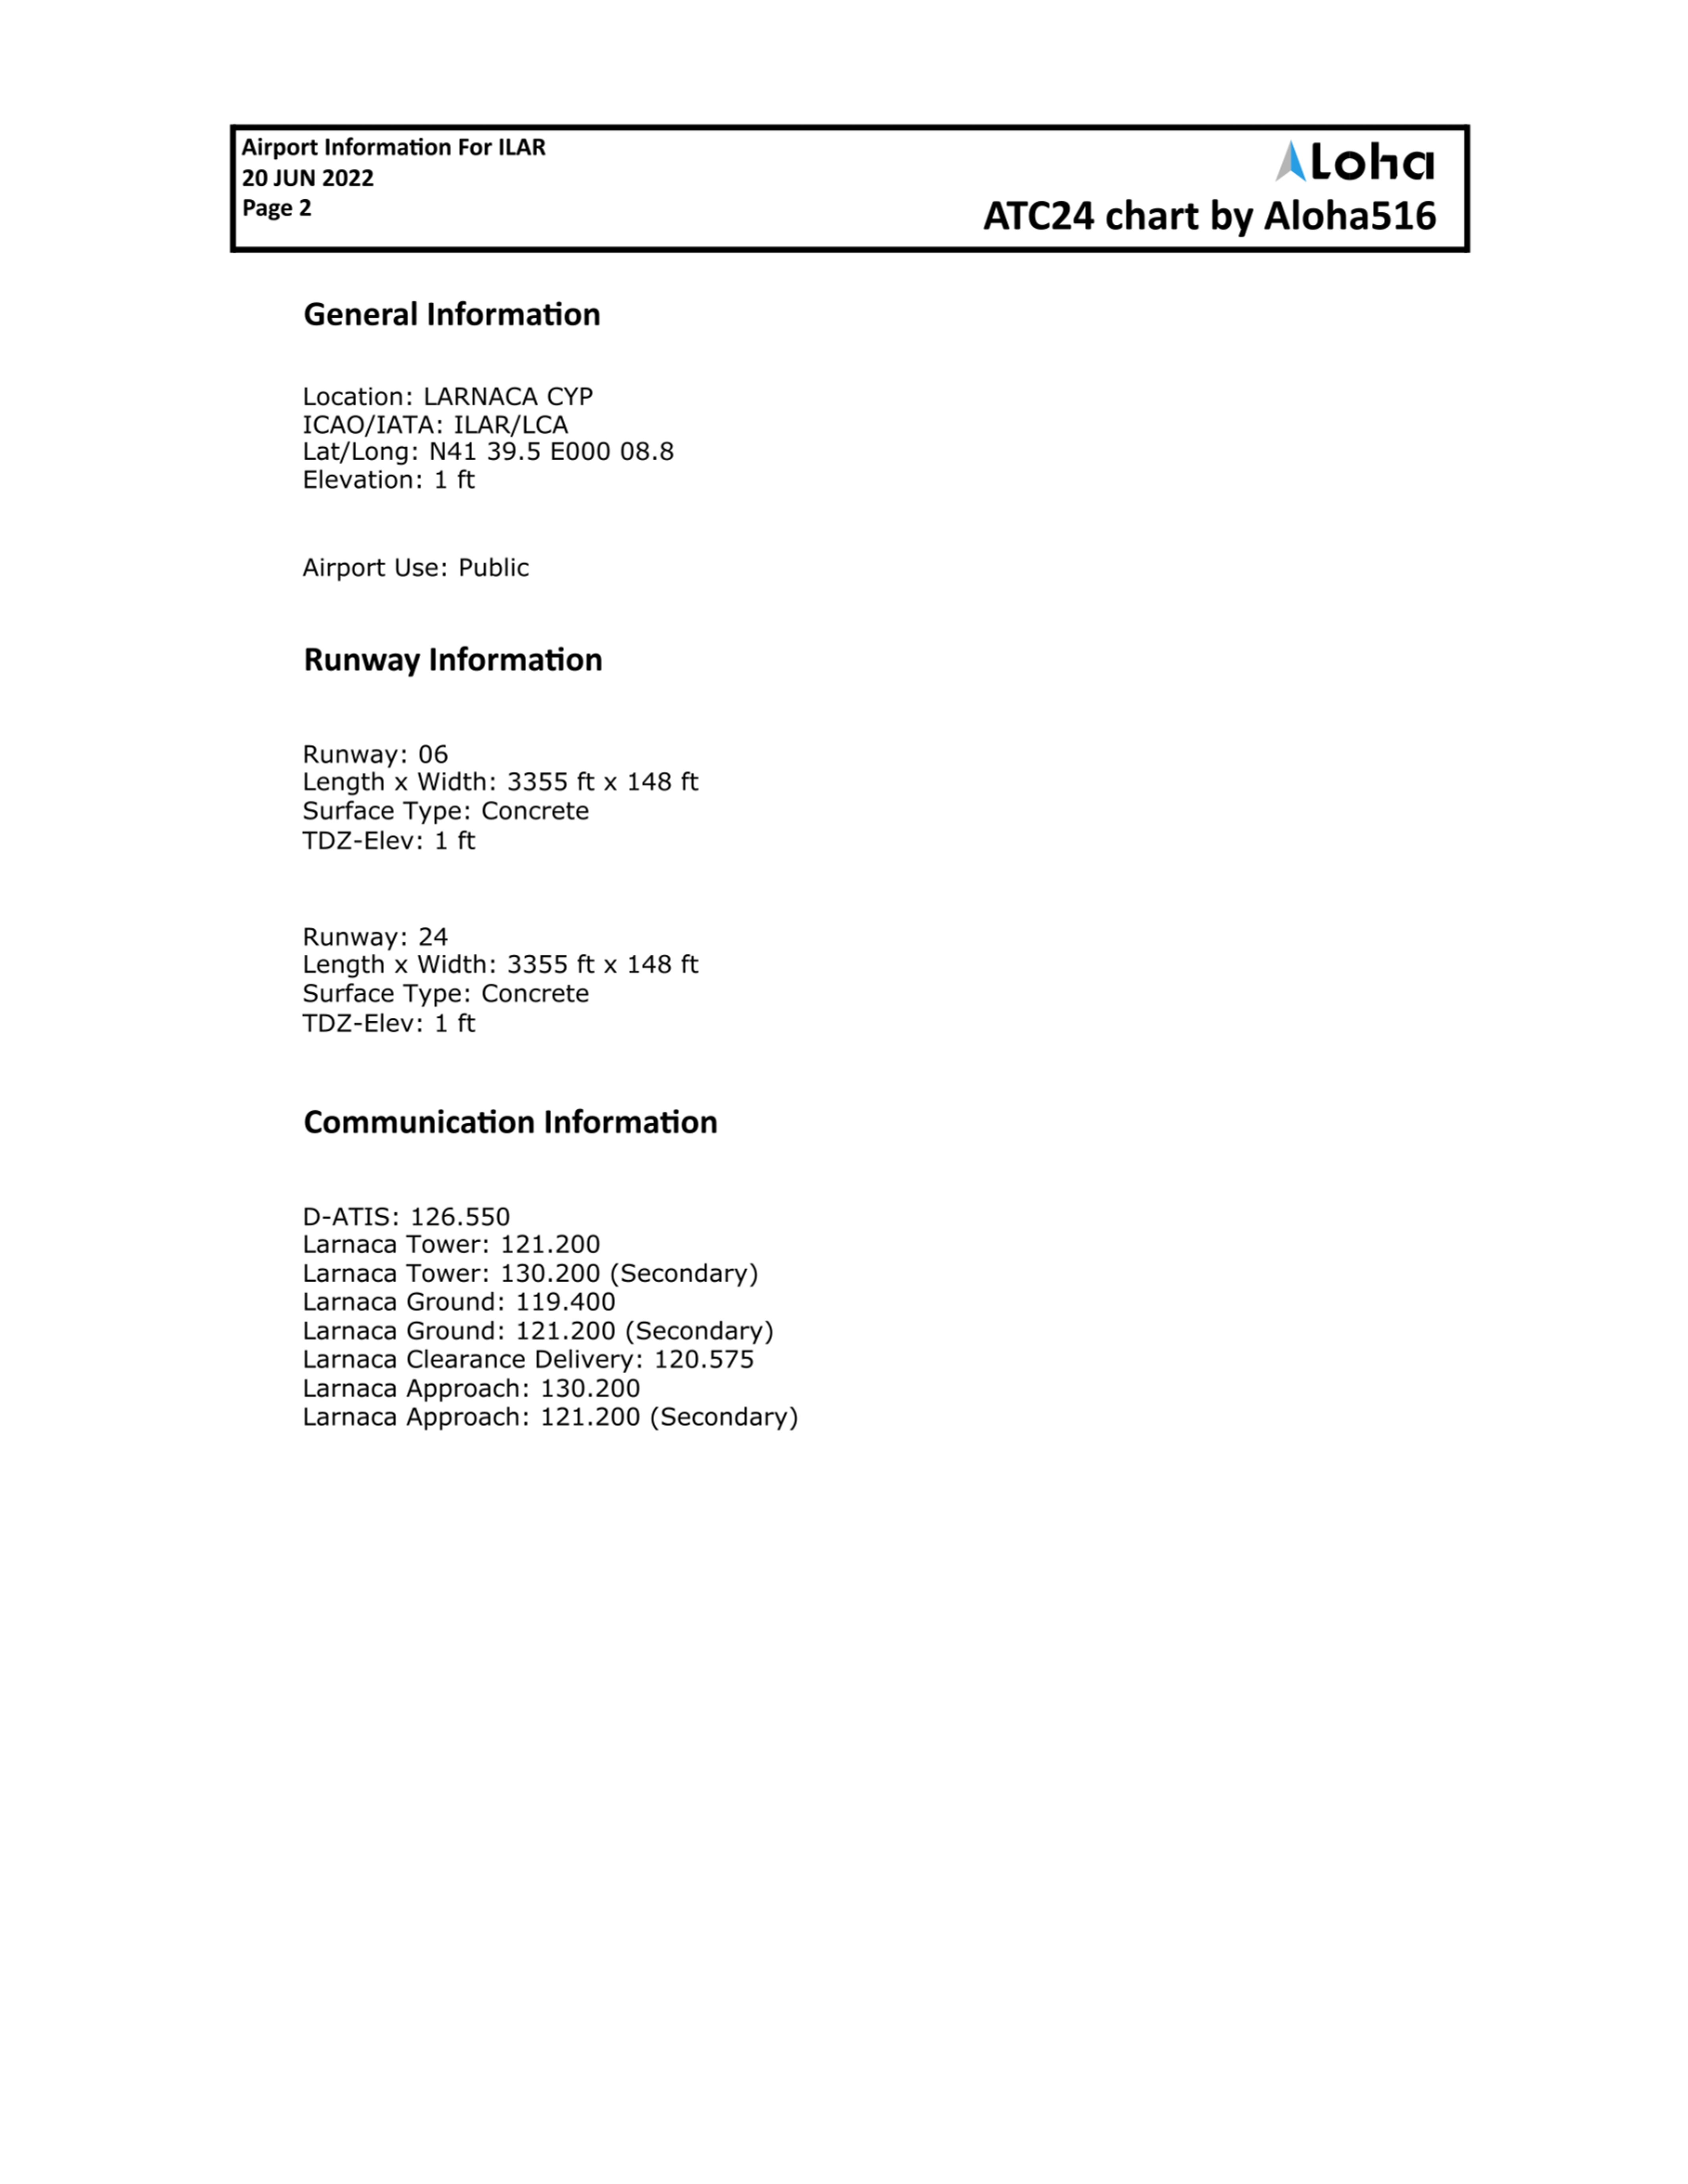 Airport Information For ILAR
20 JUN 2022
Page 2
Loha
ATC24 chart by Aloha516
General Information
Location: LARNACA CYP
ICAO/IATA: ILAR/LCA
Lat/Long: N41 39.5 E000 08.8
Elevation: 1 ft
Airport Use: Public
Runway Information
Runway: 06
Length x Width: 3355 ft x 148 ft
Surface Type: Concrete
TDZ-Elev: 1 ft
Runway: 24
Length x Width: 3355 ft x 148 ft
Surface Type: Concrete
TDZ-Elev: 1 ft
Communication Information
D-ATIS: 126.550
Larnaca Tower: 121.200
Larnaca Tower: 130.200 (Secondary)
Larnaca Ground: 119.400
Larnaca Ground: 121.200 (Secondary)
Larnaca Clearance Delivery: 120.575
Larnaca Approach: 130.200
Larnaca Approach: 121.200 (Secondary)